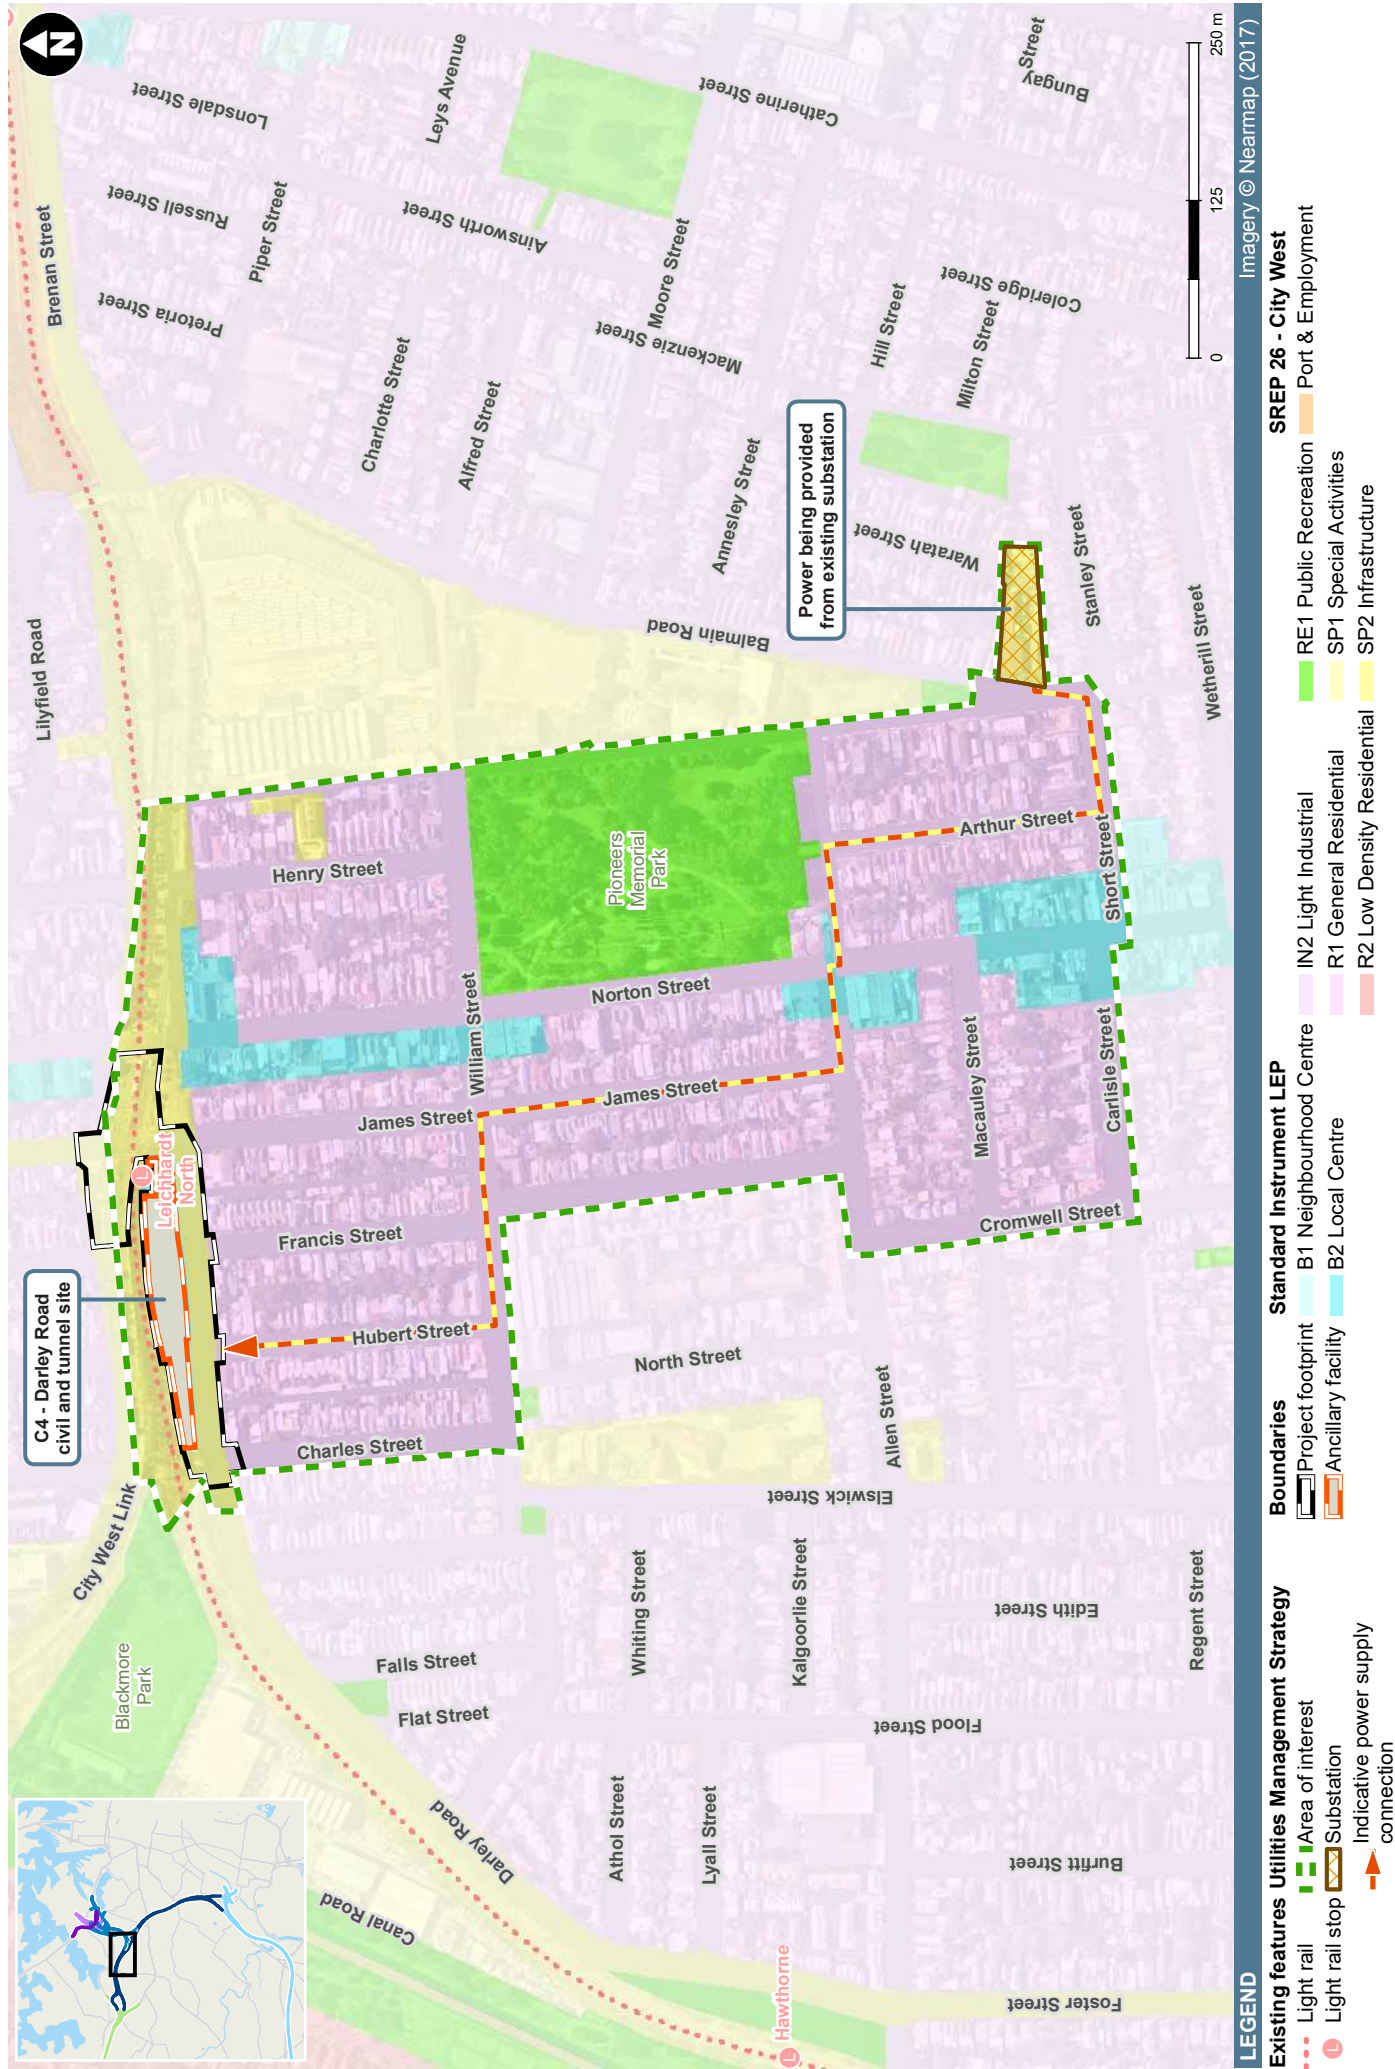 N
Lonsdale Street
Leys Avenue
Catherine Street
Bungay
Street
Brenan Street
Russell Street
Piper Street
Ainsworth Street
Pretoria Street
Moore Street
Mackenzie Street
Charlotte Street
Alfred Street
Hill Street
Coleridge Street
Milton Street
Annesley Street
Waratah Street
Stanley Street
Wetherill Street
Balmain Road
Lilyfield Road
Power being provided
from existing substation
Henry Street
Pioneers
Memorial
Park
Arthur Street
Short Street
Norton Street
William Street
James Street
James Street
Macauley Street
Carlisle Street
Cromwell Street
L
Leichhardt
North
Francis Street
Hubert Street
Charles Street
C4 - Darley Road
civil and tunnel site
North Street
Allen Street
Elswick Street
City West Link
Blackmore
Park
Falls Street
Flat Street
Whiting Street
Kalgoorlie Street
Edith Street
Regent Street
Flood Street
Athol Street
Lyall Street
Burfitt Street
Darley Road
Canal Road
L Hawthorne
Foster Street
0 125 250 m
Imagery © Nearmap (2017)
LEGEND
Existing features
Light rail
L Light rail stop
Utilities Management Strategy
Area of interest
Substation
Indicative power supply
connection
Boundaries
Project footprint
Ancillary facility
Standard Instrument LEP
B1 Neighbourhood Centre
B2 Local Centre
IN2 Light Industrial
R1 General Residential
R2 Low Density Residential
RE1 Public Recreation
SP1 Special Activities
SP2 Infrastructure
SREP 26 - City West
Port & Employment